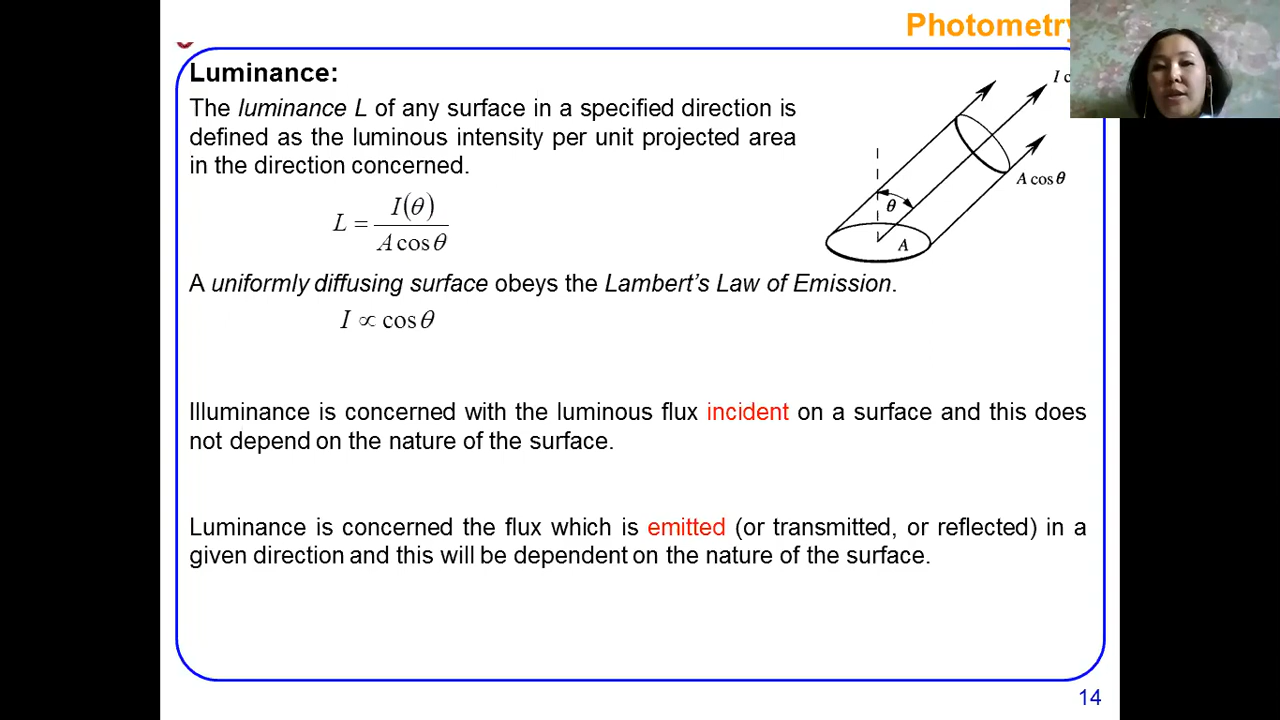 Photometry
Luminance:
The luminance L of any surface in a specified direction is
defined as the luminous intensity per unit projected area
in the direction concerned.
L = I(θ) / A cos θ
I
A cos θ
θ
A
A uniformly diffusing surface obeys the Lambert's Law of Emission.
I ∝ cos θ
Illuminance is concerned with the luminous flux incident on a surface and this does
not depend on the nature of the surface.
Luminance is concerned the flux which is emitted (or transmitted, or reflected) in a
given direction and this will be dependent on the nature of the surface.
14